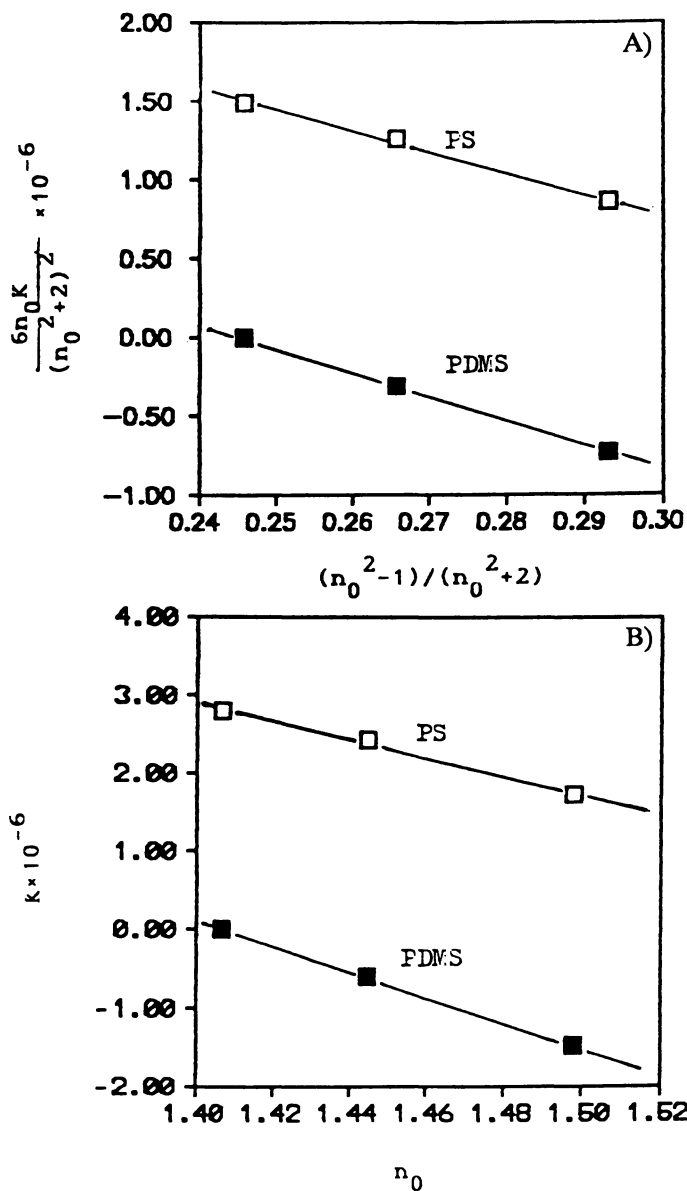 A)
2.00
1.50
1.00
0.50
0.00
-0.50
-1.00
6n₀K
(n₀²+2)²
×10⁻⁶
PS
PDMS
0.24 0.25 0.26 0.27 0.28 0.29 0.30
(n₀²-1)/(n₀²+2)
B)
4.00
3.00
2.00
1.00
0.00
-1.00
-2.00
K×10⁻⁶
PS
PDMS
1.40 1.42 1.44 1.46 1.48 1.50 1.52
n₀